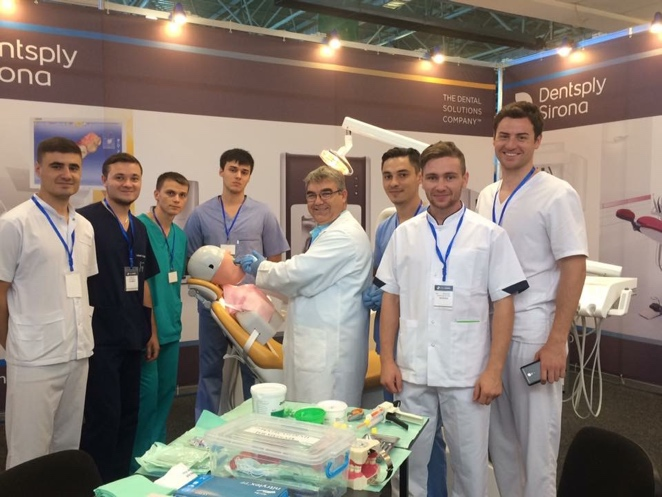 Dentsply
Sirona
THE DENTAL
SOLUTIONS
COMPANY™
Dentsply
Sirona